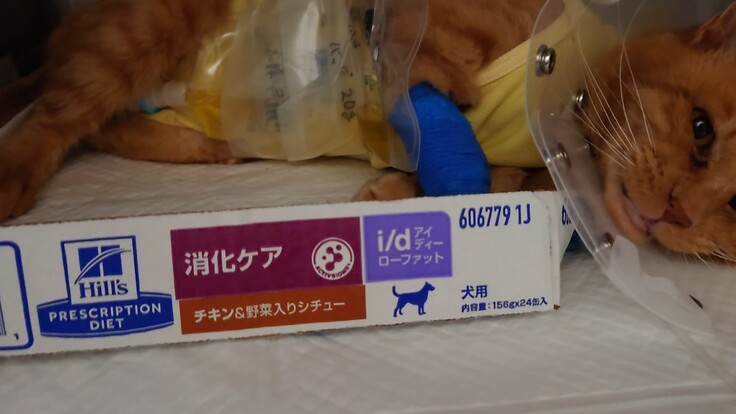 Hill's
PRESCRIPTION
DIET
消化ケア
チキン&野菜入りシチュー
ACTIVBIOME+
i/d アイ
ディー
ローファット
606779 1J
犬用
内容量:156gx24缶入